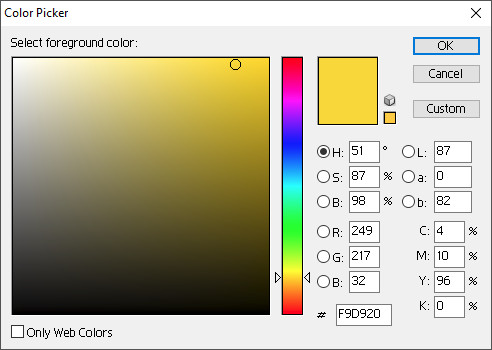 Color Picker
Select foreground color:
OK
Cancel
Custom
H: 51 ° L: 87
S: 87 % a: 0
B: 98 % b: 82
R: 249 C: 4 %
G: 217 M: 10 %
B: 32 Y: 96 %
# F9D920 K: 0 %
Only Web Colors